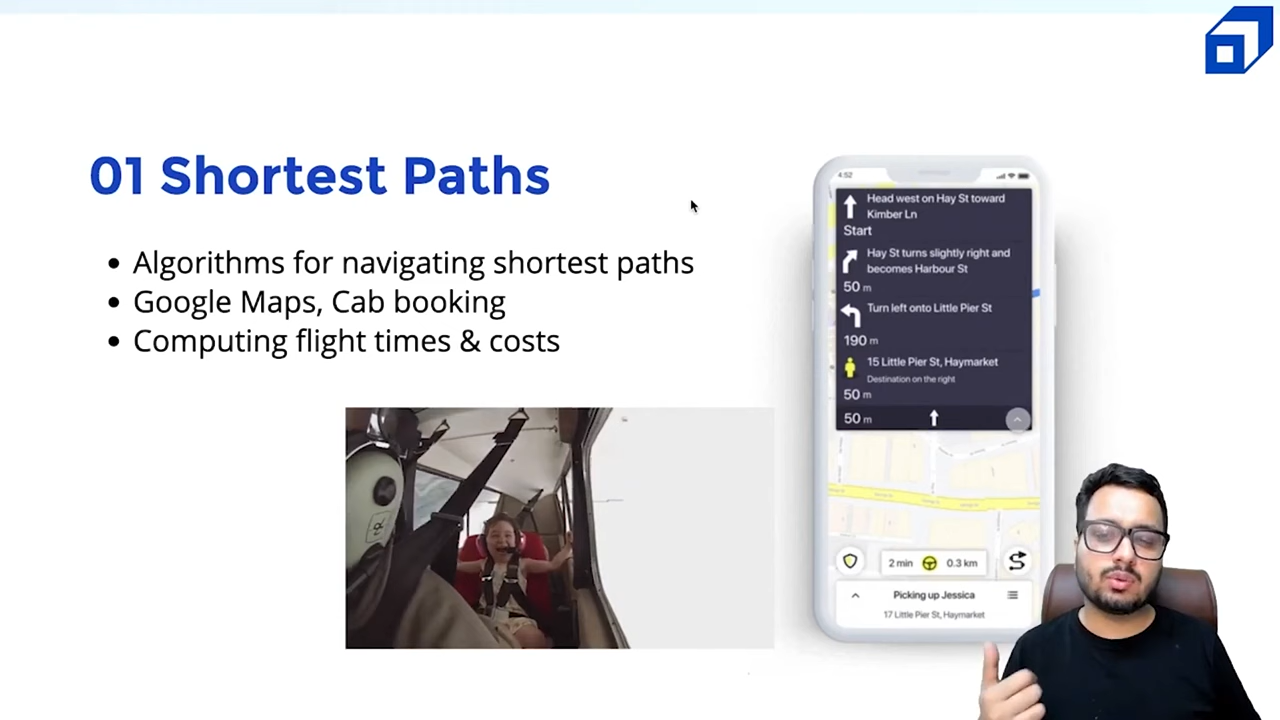 01 Shortest Paths
• Algorithms for navigating shortest paths
• Google Maps, Cab booking
• Computing flight times & costs
4:52
Head west on Hay St toward
Kimber Ln
Start
Hay St turns slightly right and
becomes Harbour St
50 m
Turn left onto Little Pier St
190 m
15 Little Pier St, Haymarket
Destination on the right
50 m
50 m
2 min 0.3 km
Picking up Jessica
17 Little Pier St, Haymarket